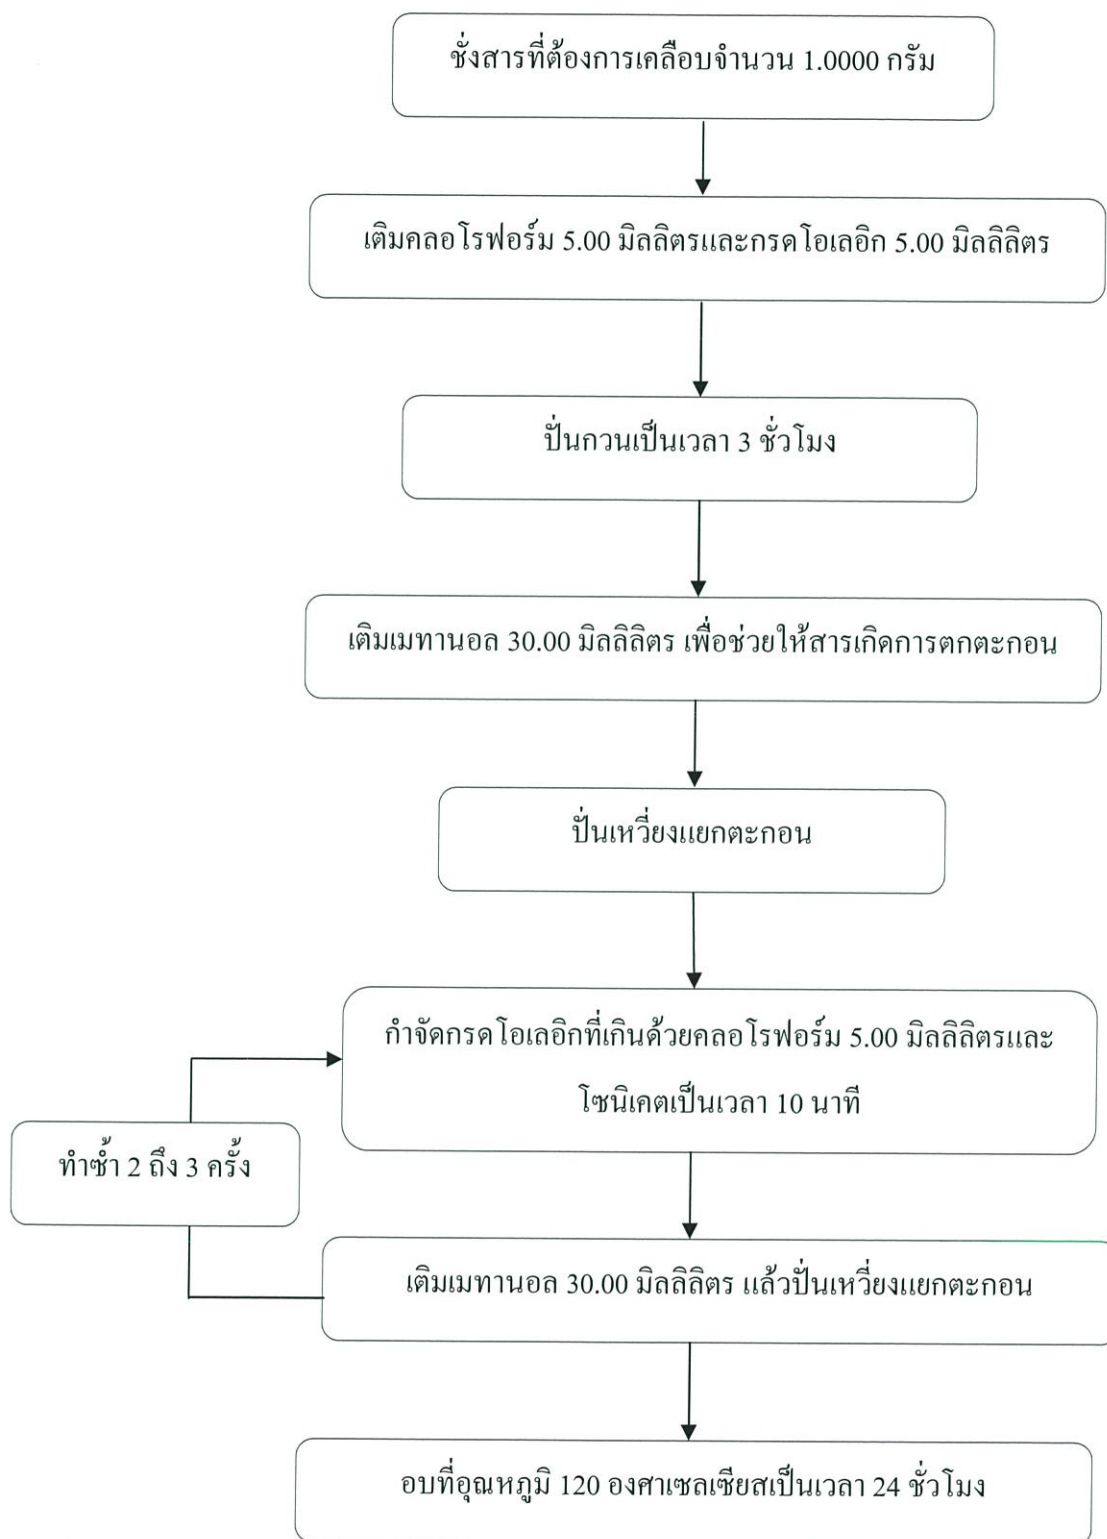 ชั่งสารที่ต้องการเคลือบจำนวน 1.0000 กรัม
เติมคลอโรฟอร์ม 5.00 มิลลิตรและกรดโอเลอิก 5.00 มิลลิลิตร
ปั่นกวนเป็นเวลา 3 ชั่วโมง
เติมเมทานอล 30.00 มิลลิลิตร เพื่อช่วยให้สารเกิดการตกตะกอน
ปั่นเหวี่ยงแยกตะกอน
กำจัดกรดโอเลอิกที่เกินด้วยคลอโรฟอร์ม 5.00 มิลลิลิตรและ
โซนิเคตเป็นเวลา 10 นาที
ทำซ้ำ 2 ถึง 3 ครั้ง
เติมเมทานอล 30.00 มิลลิลิตร แล้วปั่นเหวี่ยงแยกตะกอน
อบที่อุณหภูมิ 120 องศาเซลเซียสเป็นเวลา 24 ชั่วโมง